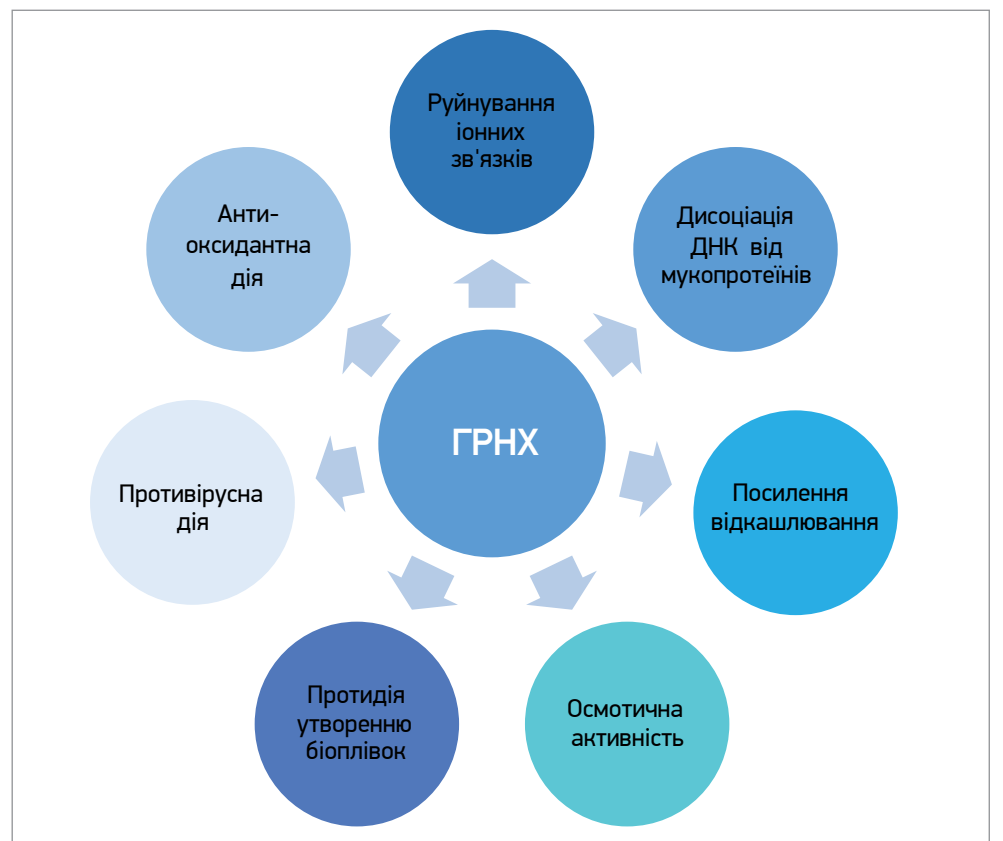 Руйнування
іонних
зв'язків
Дисоціація
ДНК від
мукопротеїнів
Посилення
відкашлювання
Осмотична
активність
Протидія
утворенню
біоплівок
Противірусна
дія
Анти-
оксидантна
дія
ГРНХ